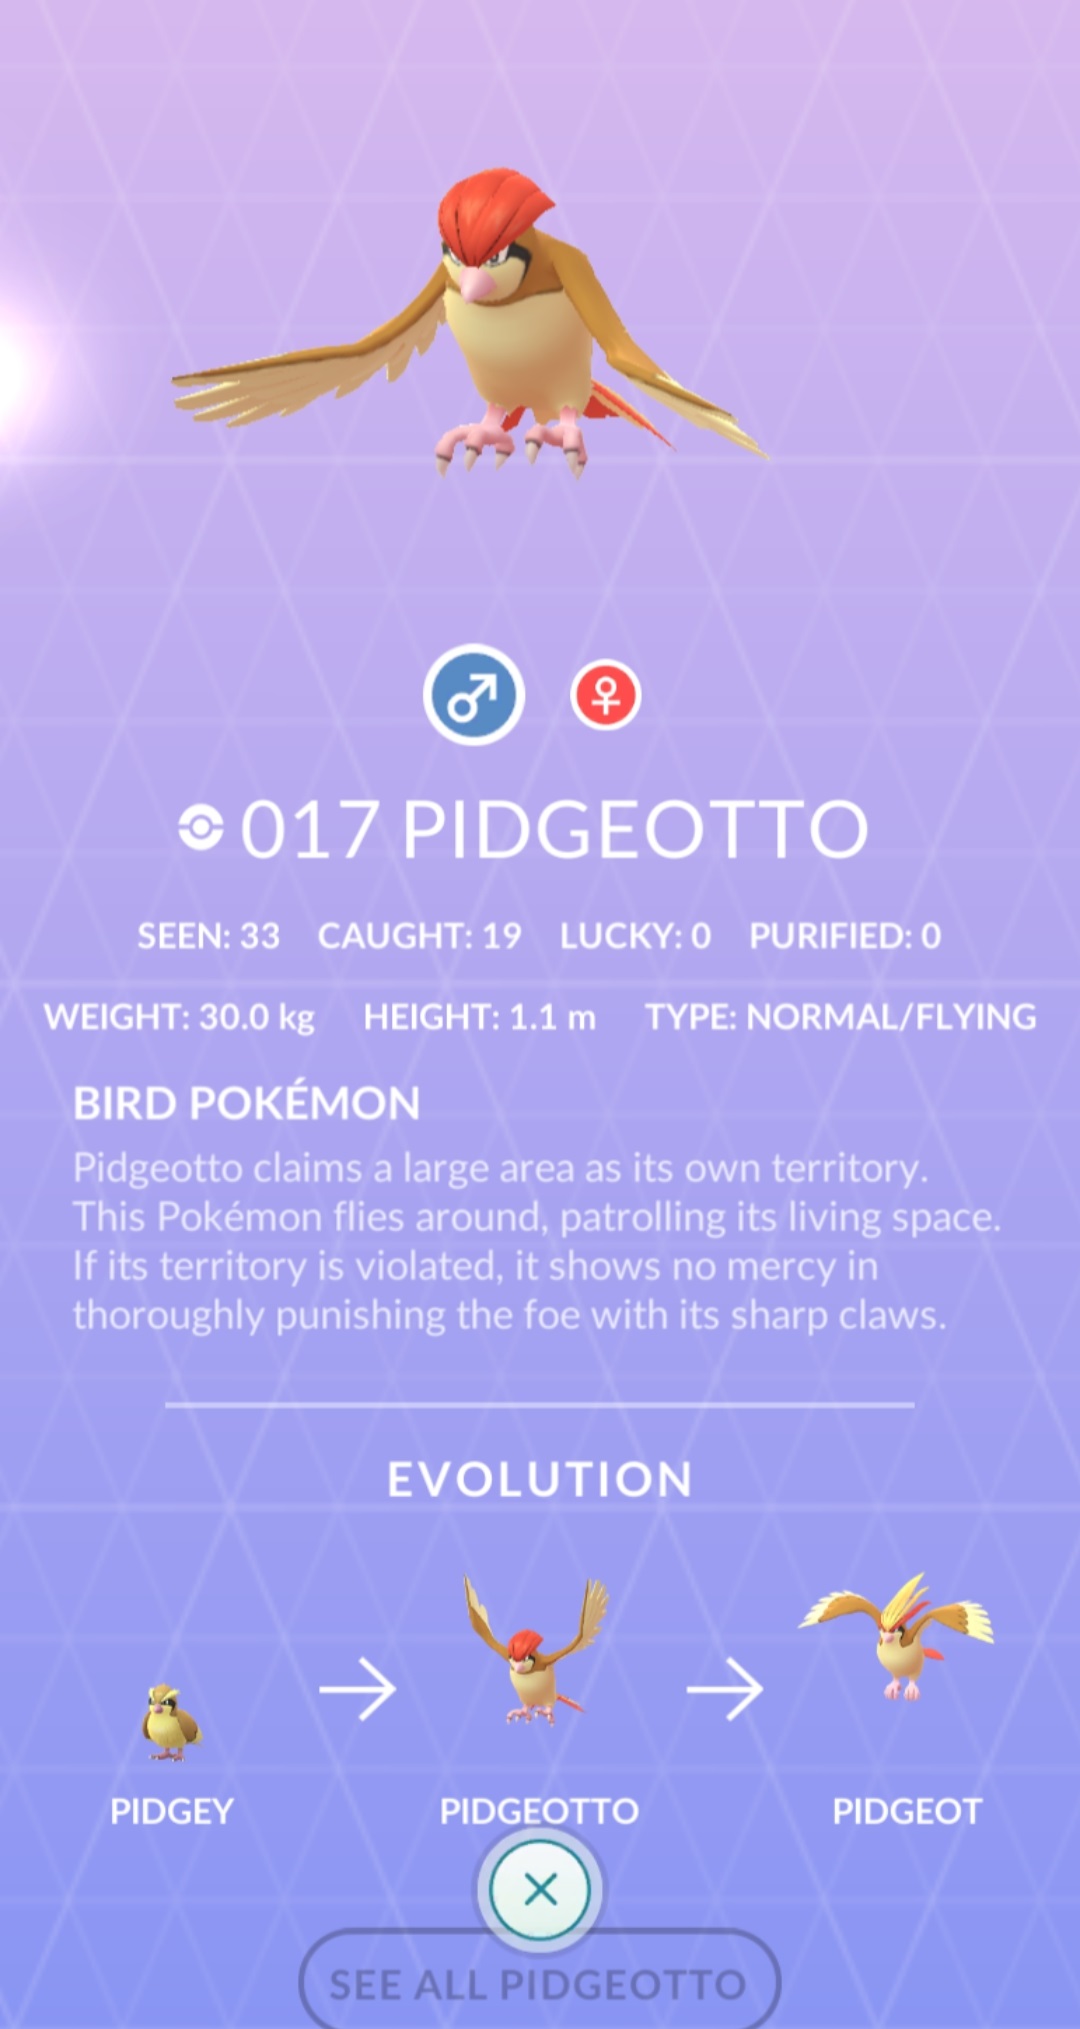 017 PIDGEOTTO
SEEN: 33 CAUGHT: 19 LUCKY: 0 PURIFIED: 0
WEIGHT: 30.0 kg HEIGHT: 1.1 m TYPE: NORMAL/FLYING
BIRD POKÉMON
Pidgeotto claims a large area as its own territory.
This Pokémon flies around, patrolling its living space.
If its territory is violated, it shows no mercy in
thoroughly punishing the foe with its sharp claws.
EVOLUTION
PIDGEY PIDGEOTTO PIDGEOT
SEE ALL PIDGEOTTO